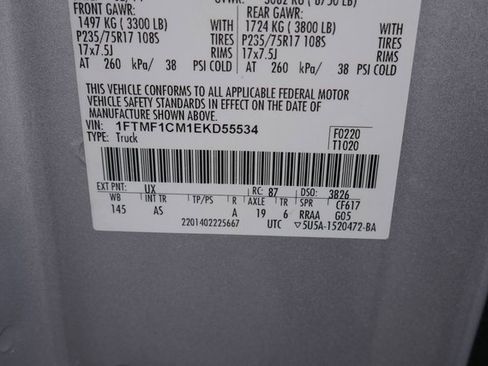 FRONT GAWR: REAR GAWR:
1497 KG ( 3300 LB) 1724 KG ( 3800 LB)
P235/75R17 108S TIRES P235/75R17 108S TIRES
17x7.5J RIMS 17x7.5J RIMS
AT 260 kPa/ 38 PSI COLD AT 260 kPa/ 38 PSI COLD
THIS VEHICLE CONFORMS TO ALL APPLICABLE FEDERAL MOTOR
VEHICLE SAFETY STANDARDS IN EFFECT ON THE DATE OF
MANUFACTURE SHOWN ABOVE.
VIN: 1FTMF1CM1EKD55534 F0220
TYPE: Truck T1020
EXT PNT: UX RC: 87 DSO: 3B26
WB INT TR TP/PS R AXLE TR SPR CF617
145 AS A 19 6 RRAA G05
2201402225667 UTC ▽5U5A-1520472-BA